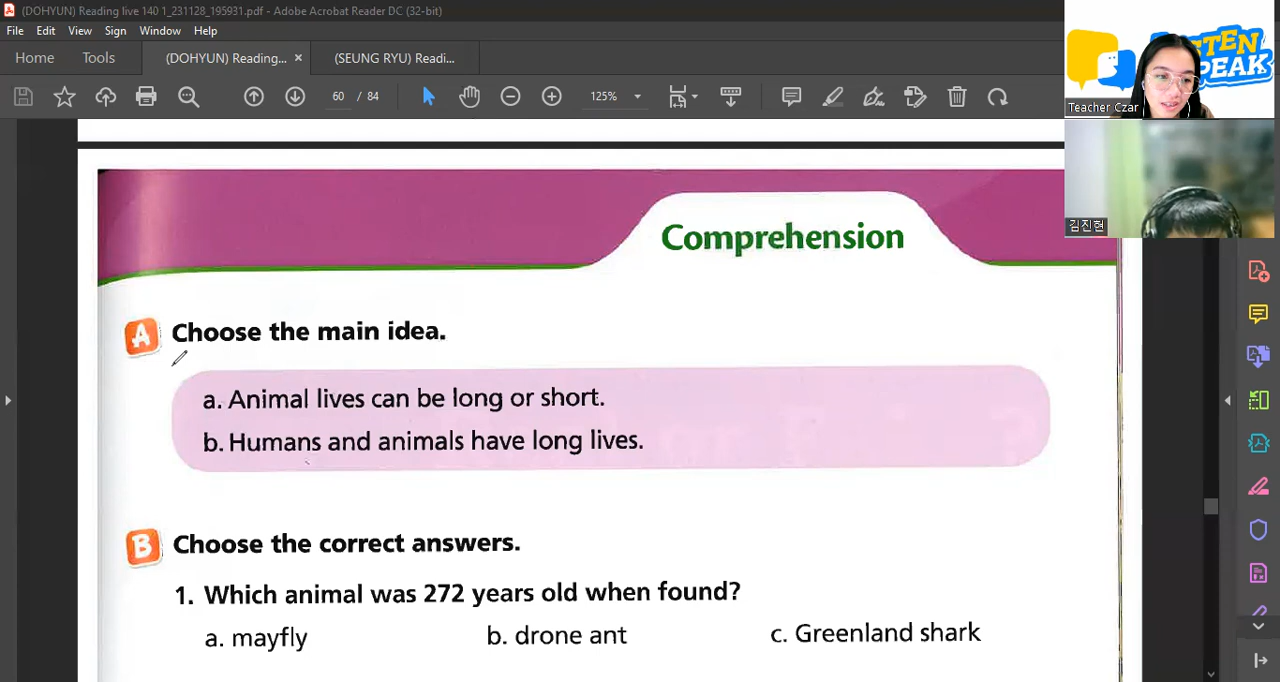 (DOHYUN) Reading live 140 1_231128_195931.pdf - Adobe Acrobat Reader DC (32-bit)
File Edit View Sign Window Help
Home Tools (DOHYUN) Reading... × (SEUNG RYU) Readi...
60 / 84 125%
LISTEN
SPEAK
Teacher Czar
김진현
Comprehension
A Choose the main idea.
a. Animal lives can be long or short.
b. Humans and animals have long lives.
B Choose the correct answers.
1. Which animal was 272 years old when found?
a. mayfly b. drone ant c. Greenland shark